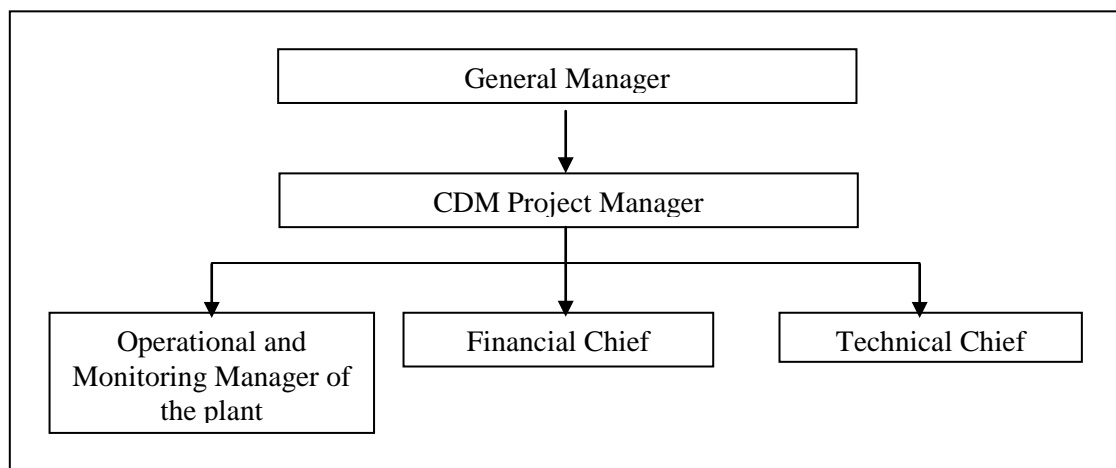 General Manager
CDM Project Manager
Operational and
Monitoring Manager of
the plant
Financial Chief
Technical Chief